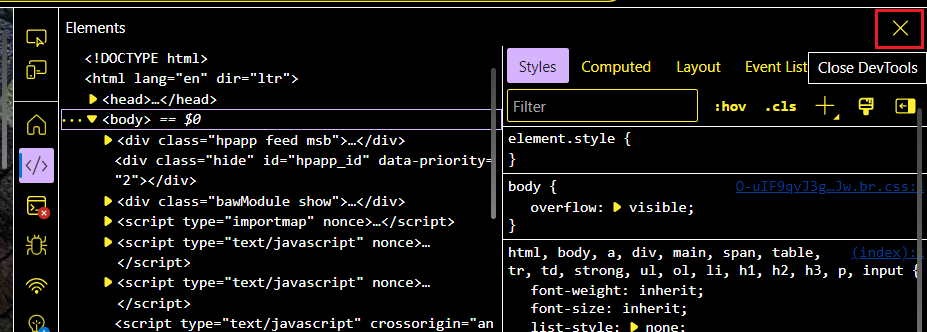 Elements
<!DOCTYPE html>
<html lang="en" dir="ltr">
<head>…</head>
<body> == $0
<div class="hpapp feed msb">…</div>
<div class="hide" id="hpapp_id" data-priority=
"2"></div>
<div class="bawModule show">…</div>
<script type="importmap" nonce>…</script>
<script type="text/javascript" nonce>…
</script>
<script type="text/javascript" nonce>…
</script>
<script type="text/javascript" crossorigin="an
Styles Computed Layout Event List
Close DevTools
Filter :hov .cls
element.style {
}
body { O-uIF9qvJ3g…Jw.br.css:1
overflow: visible;
}
html, body, a, div, main, span, table, (index):1
tr, td, strong, ul, ol, li, h1, h2, h3, p, input {
font-weight: inherit;
font-size: inherit;
list-style: none;